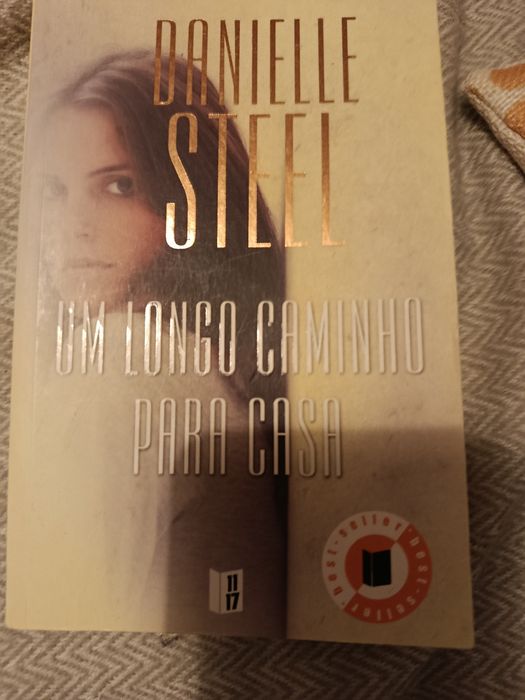 DANIELLE
STEEL
UM LONGO CAMINHO
PARA CASA
11
17
best-seller best-seller